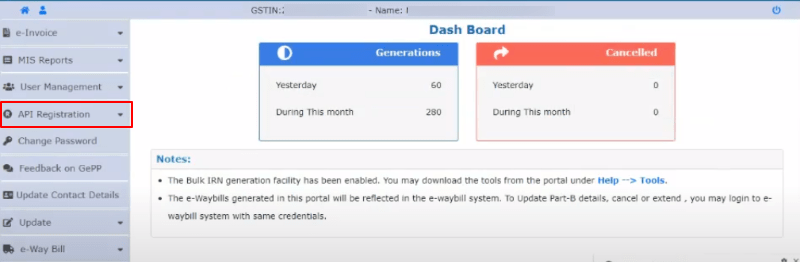 GSTIN: - Name:
e-Invoice
MIS Reports
User Management
API Registration
Change Password
Feedback on GePP
Update Contact Details
Update
e-Way Bill
Dash Board
Generations
Yesterday 60
During This month 280
Cancelled
Yesterday 0
During This month 0
Notes:
• The Bulk IRN generation facility has been enabled. You may download the tools from the portal under Help --> Tools.
• The e-Waybills generated in this portal will be reflected in the e-waybill system. To Update Part-B details, cancel or extend , you may login to e-
waybill system with same credentials.